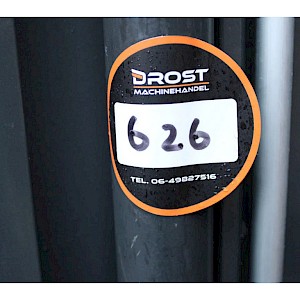 DROST
MACHINEHANDEL
626
TEL. 06-49827516